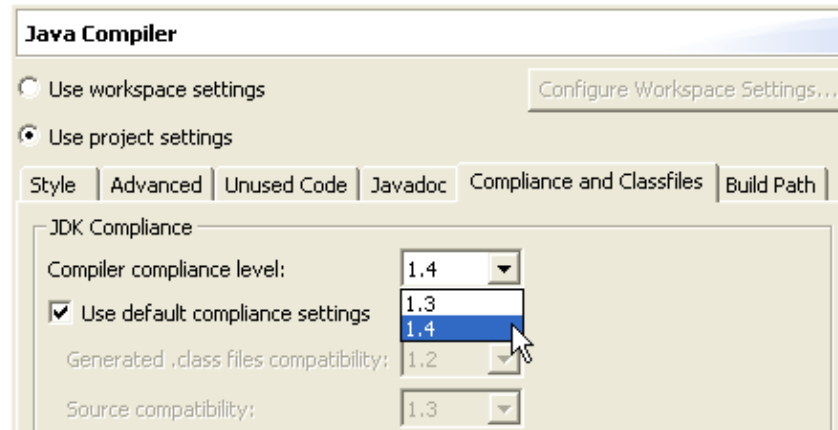 Java Compiler
Use workspace settings
Configure Workspace Settings...
Use project settings
Style Advanced Unused Code Javadoc Compliance and Classfiles Build Path
JDK Compliance
Compiler compliance level: 1.4
1.3
Use default compliance settings
1.4
Generated .class files compatibility: 1.2
Source compatibility: 1.3